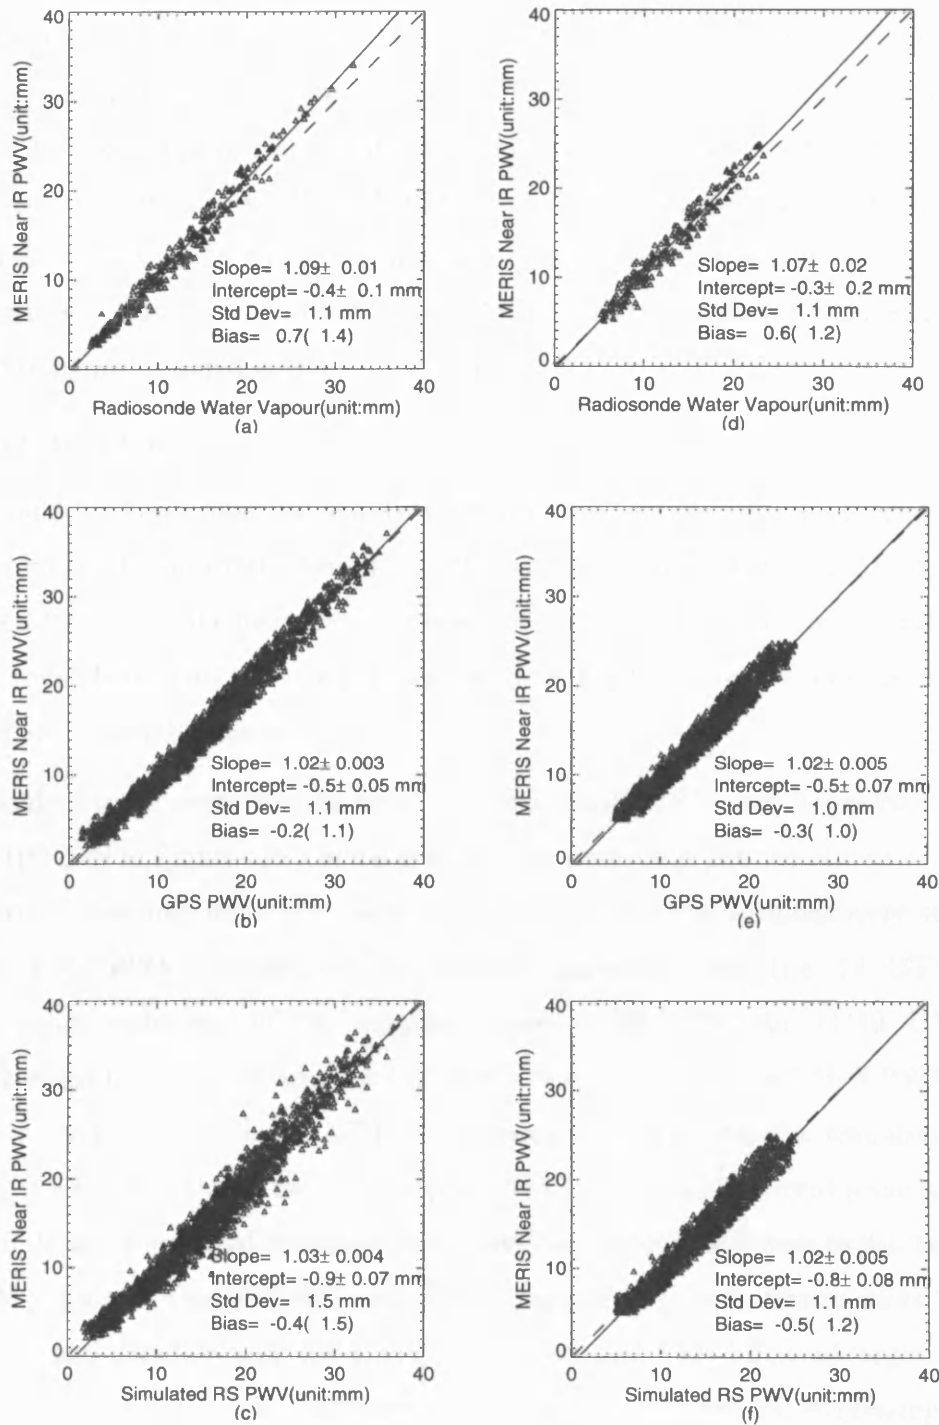 MERIS Near IR PWV(unit:mm)
40
30
20
10
0
Slope= 1.09± 0.01
Intercept= -0.4± 0.1 mm
Std Dev= 1.1 mm
Bias= 0.7( 1.4)
0 10 20 30 40
Radiosonde Water Vapour(unit:mm)
(a)
MERIS Near IR PWV(unit:mm)
40
30
20
10
0
Slope= 1.07± 0.02
Intercept= -0.3± 0.2 mm
Std Dev= 1.1 mm
Bias= 0.6( 1.2)
0 10 20 30 40
Radiosonde Water Vapour(unit:mm)
(d)
MERIS Near IR PWV(unit:mm)
40
30
20
10
0
Slope= 1.02± 0.003
Intercept= -0.5± 0.05 mm
Std Dev= 1.1 mm
Bias= -0.2( 1.1)
0 10 20 30 40
GPS PWV(unit:mm)
(b)
MERIS Near IR PWV(unit:mm)
40
30
20
10
0
Slope= 1.02± 0.005
Intercept= -0.5± 0.07 mm
Std Dev= 1.0 mm
Bias= -0.3( 1.0)
0 10 20 30 40
GPS PWV(unit:mm)
(e)
MERIS Near IR PWV(unit:mm)
40
30
20
10
0
Slope= 1.03± 0.004
Intercept= -0.9± 0.07 mm
Std Dev= 1.5 mm
Bias= -0.4( 1.5)
0 10 20 30 40
Simulated RS PWV(unit:mm)
(c)
MERIS Near IR PWV(unit:mm)
40
30
20
10
0
Slope= 1.02± 0.005
Intercept= -0.8± 0.08 mm
Std Dev= 1.1 mm
Bias= -0.5( 1.2)
0 10 20 30 40
Simulated RS PWV(unit:mm)
(f)